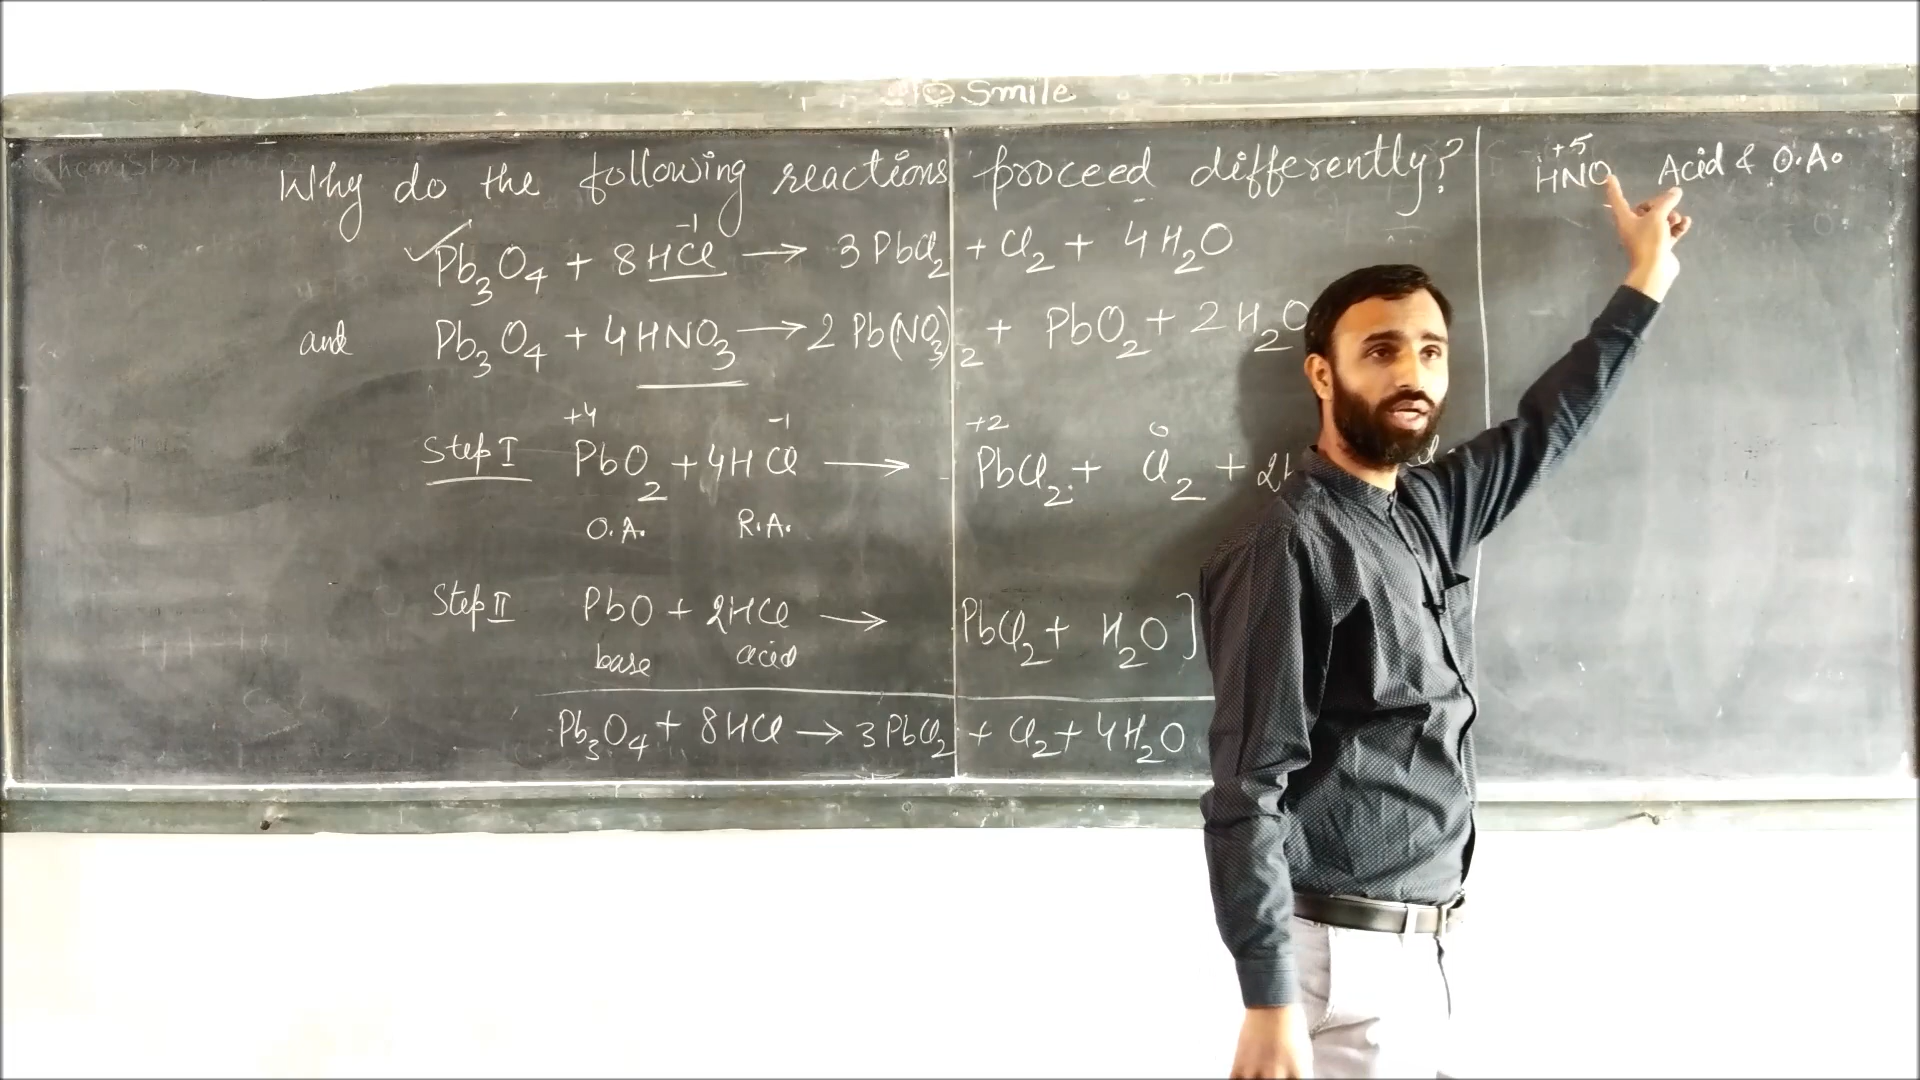 Smile
Why do the following reactions proceed differently?
-1
Pb3O4 + 8HCl → 3PbCl2 + Cl2 + 4H2O
and Pb3O4 + 4HNO3 → 2Pb(NO3)2 + PbO2 + 2H2O
+4 -1 +2 0
Step I PbO2 + 4HCl → PbCl2 + Cl2 +
O.A. R.A.
Step II PbO + 2HCl → PbCl2 + H2O]
base acid
Pb3O4 + 8HCl → 3PbCl2 + Cl2 + 4H2O
+5
HNO Acid & O.A.